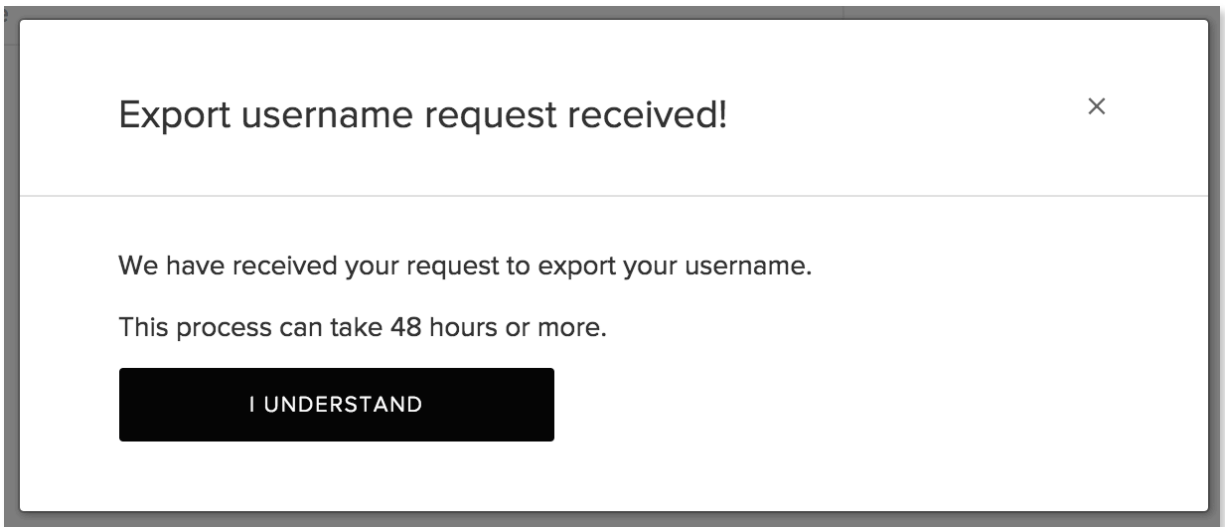 Export username request received!
We have received your request to export your username.
This process can take 48 hours or more.
I UNDERSTAND